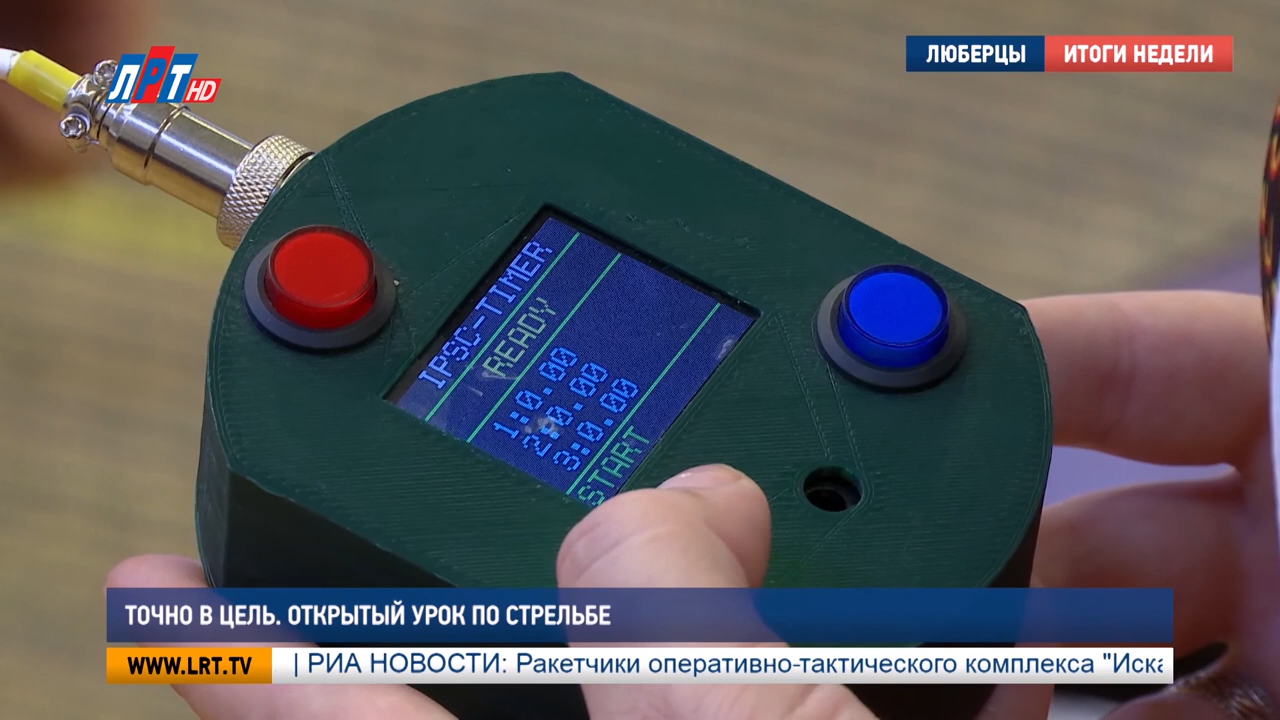 ЛРТ HD
ЛЮБЕРЦЫ ИТОГИ НЕДЕЛИ
IPSC-TIMER
READY
1:0.00
2:0.00
3:0.00
START
ТОЧНО В ЦЕЛЬ. ОТКРЫТЫЙ УРОК ПО СТРЕЛЬБЕ
WWW.LRT.TV | РИА НОВОСТИ: Ракетчики оперативно-тактического комплекса "Иска